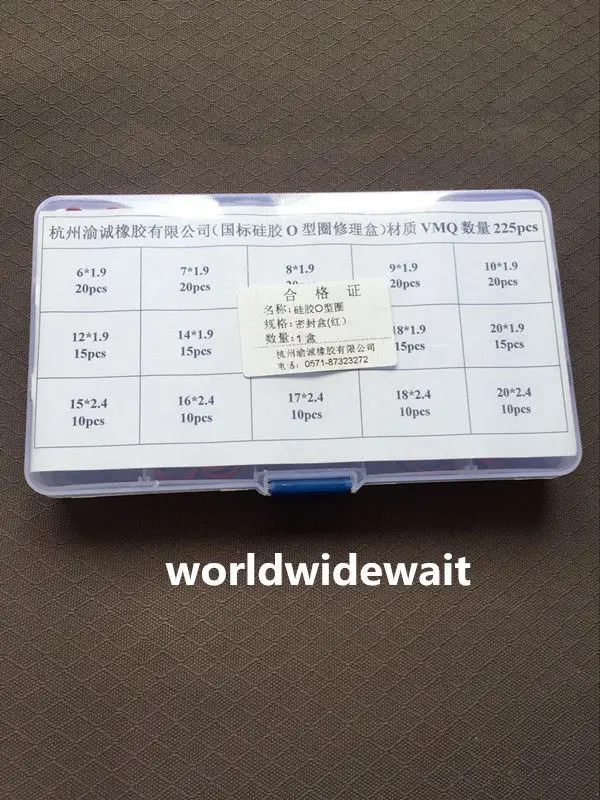 杭州渝诚橡胶有限公司(国标硅胶 O 型圈修理盒)材质 VMQ 数量 225pcs
6*1.9 7*1.9 8*1.9 9*1.9 10*1.9
20pcs 20pcs 20pcs 20pcs
合格证
名称:硅胶O型圈
规格:密封盒(红)
数量:1 盒
杭州渝诚橡胶有限公司
电话: 0571-87323272
12*1.9 14*1.9 18*1.9 20*1.9
15pcs 15pcs 15pcs 15pcs
15*2.4 16*2.4 17*2.4 18*2.4 20*2.4
10pcs 10pcs 10pcs 10pcs 10pcs
worldwidewait